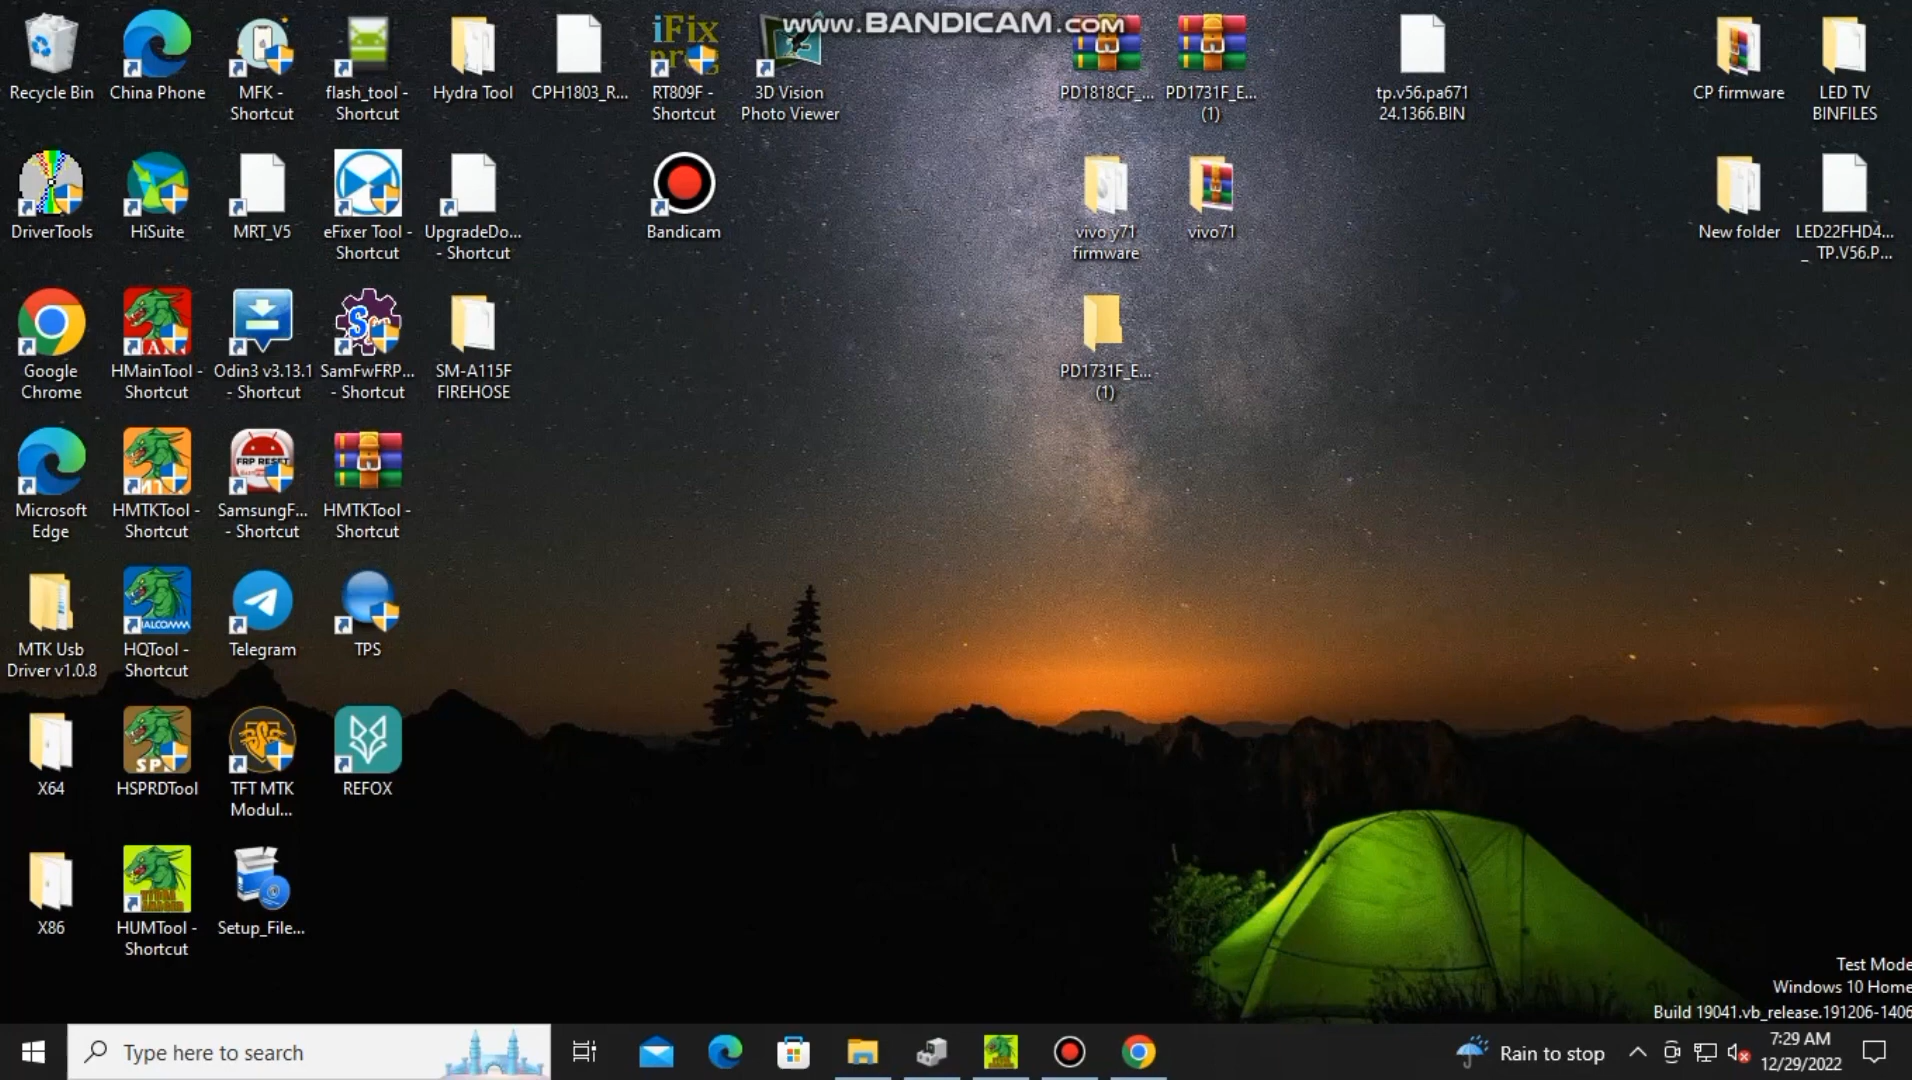 www.BANDICAM.com
Recycle Bin
China Phone
MFK -
Shortcut
flash_tool -
Shortcut
Hydra Tool
CPH1803_R...
iFix
prog
RT809F -
Shortcut
3D Vision
Photo Viewer
PD1818CF_...
PD1731F_E...
(1)
tp.v56.pa671
24.1366.BIN
CP firmware
LED TV
BINFILES
DriverTools
HiSuite
MRT_V5
eFixer Tool -
Shortcut
UpgradeDo...
- Shortcut
Bandicam
vivo y71
firmware
vivo71
New folder
LED22FHD4...
_ TP.V56.P...
Google
Chrome
HMainTool -
Shortcut
Odin3 v3.13.1
- Shortcut
SamFwFRP...
- Shortcut
SM-A115F
FIREHOSE
PD1731F_E...
(1)
Microsoft
Edge
HMTKTool -
Shortcut
FRP RESET
SamsungF...
- Shortcut
HMTKTool -
Shortcut
MTK Usb
Driver v1.0.8
HQTool -
Shortcut
Telegram
TPS
X64
HSPRDTool
TFT MTK
Modul...
REFOX
X86
HUMTool -
Shortcut
Setup_File...
Test Mode
Windows 10 Home
Build 19041.vb_release.191206-1406
Type here to search
Rain to stop
7:29 AM
12/29/2022